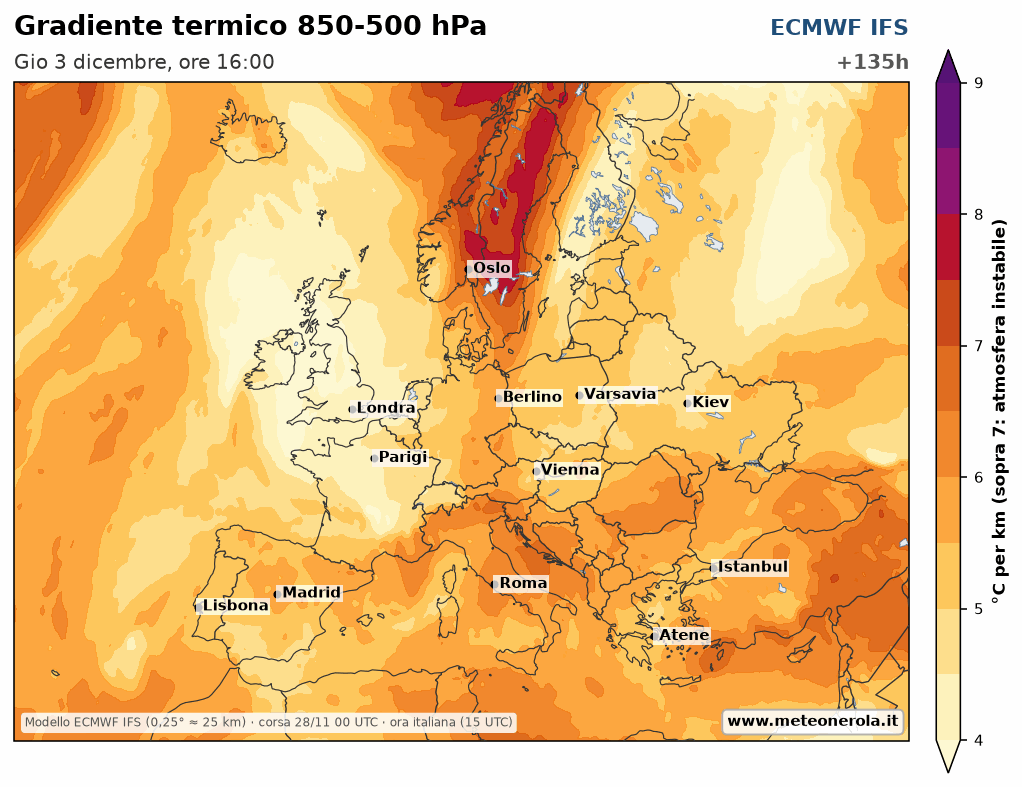 Gradiente termico 850-500 hPa
ECMWF IFS
Gio 3 dicembre, ore 16:00
+135h
9
8
7
6
5
4
°C per km (sopra 7: atmosfera instabile)
Oslo
Berlino
Varsavia
Kiev
Londra
Parigi
Vienna
Istanbul
Roma
Madrid
Lisbona
Atene
Modello ECMWF IFS (0,25° ≈ 25 km) · corsa 28/11 00 UTC · ora italiana (15 UTC)
www.meteonerola.it